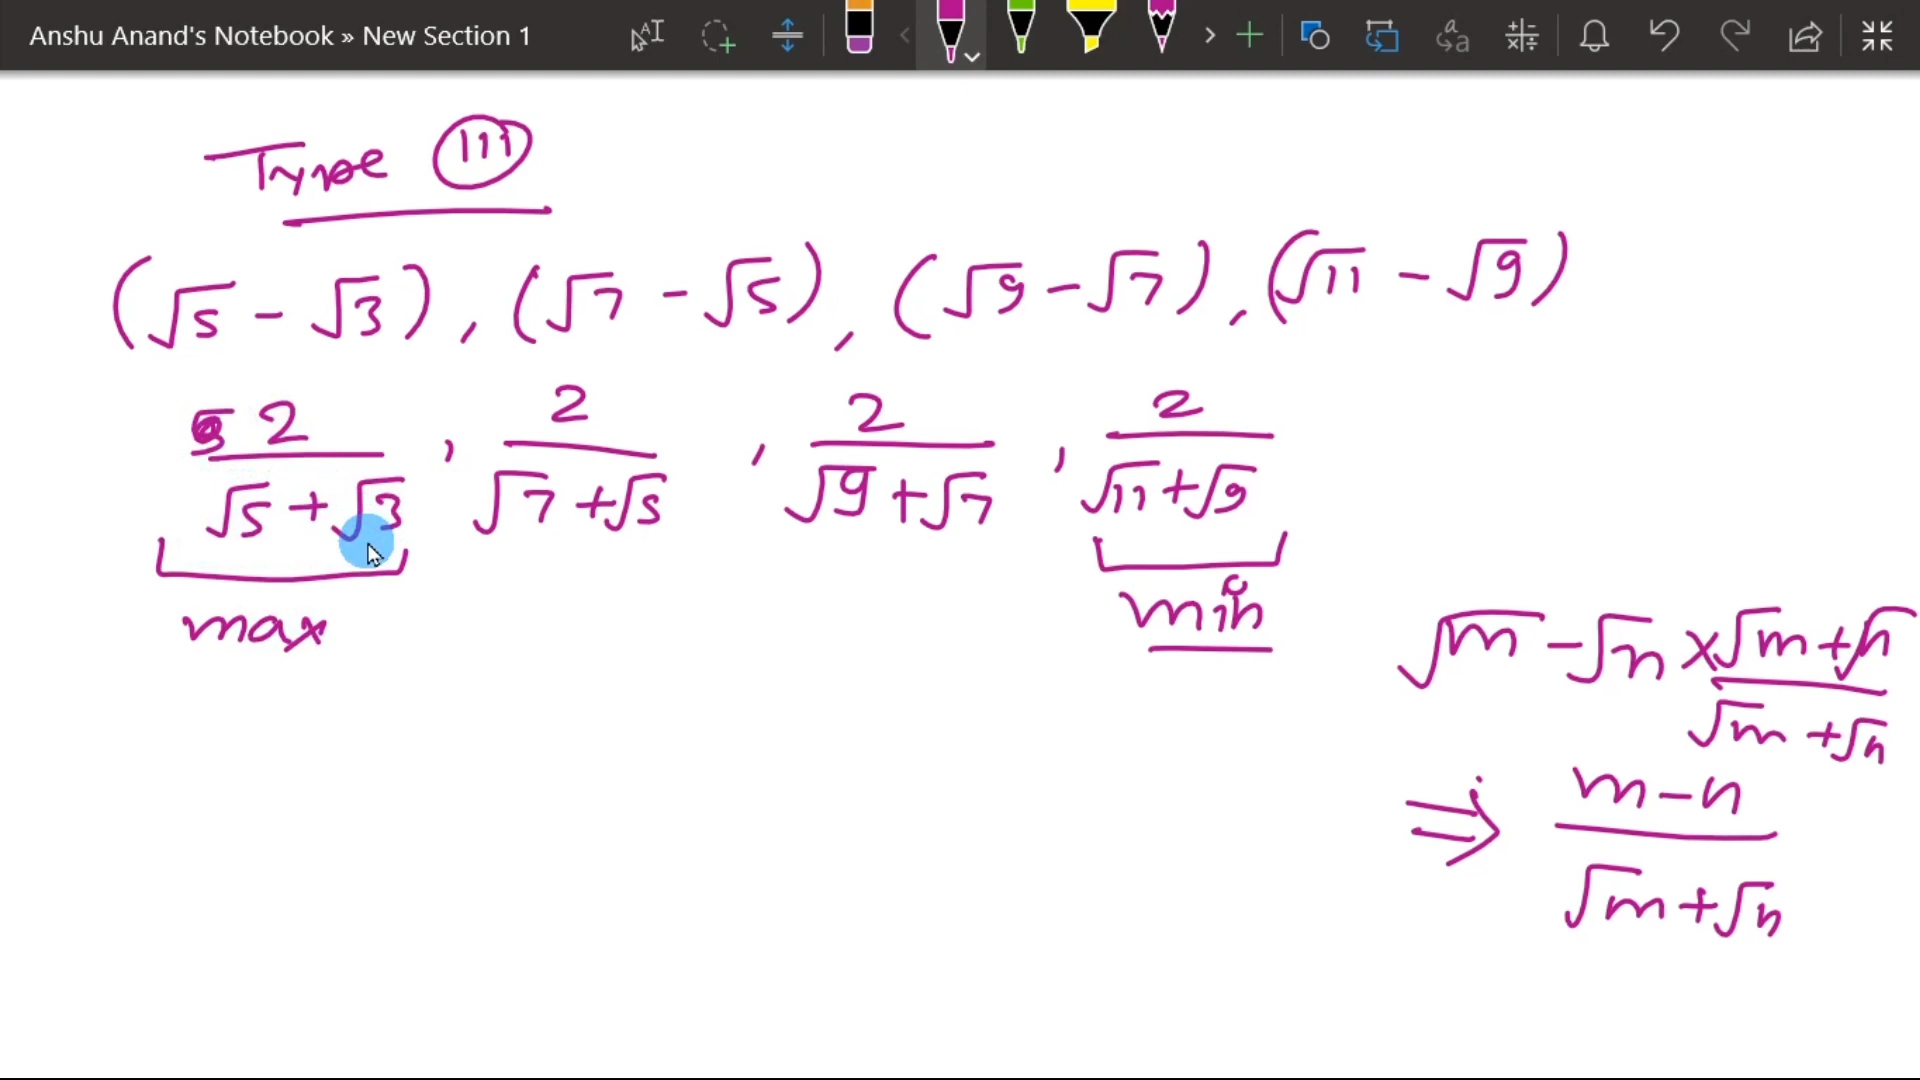 Anshu Anand's Notebook » New Section 1
Type III
(√5 - √3), (√7 - √5), (√9 - √7), (√11 - √9)
2/(√5 + √3), 2/(√7 + √5), 2/(√9 + √7), 2/(√11 + √9)
max
min
√m - √n × (√m + √n)/(√m + √n)
⇒ (m - n)/(√m + √n)